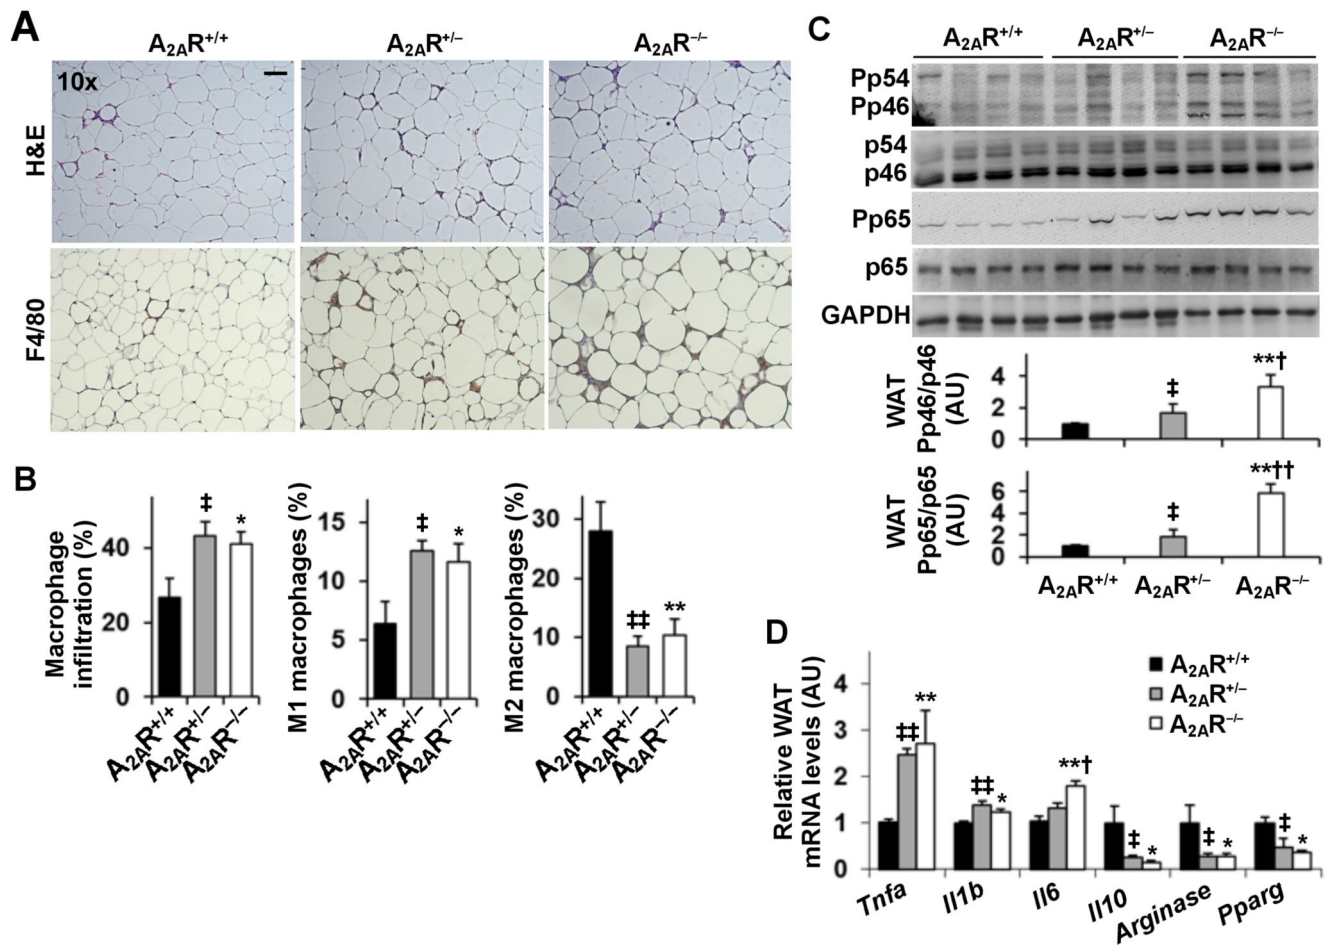 A
A2AR+/+
A2AR+/–
A2AR–/–
10x
H&E
F4/80
B
Macrophage
infiltration (%)
40
20
0
‡
*
A2AR+/+
A2AR+/–
A2AR–/–
M1 macrophages (%)
15
10
5
0
‡
*
A2AR+/+
A2AR+/–
A2AR–/–
M2 macrophages (%)
30
20
10
0
‡‡
**
A2AR+/+
A2AR+/–
A2AR–/–
C
A2AR+/+
A2AR+/–
A2AR–/–
Pp54
Pp46
p54
p46
Pp65
p65
GAPDH
WAT
Pp46/p46
(AU)
4
2
0
‡
**†
WAT
Pp65/p65
(AU)
6
4
2
0
‡
**††
A2AR+/+
A2AR+/–
A2AR–/–
D
Relative WAT
mRNA levels (AU)
4
3
2
1
0
A2AR+/+
A2AR+/–
A2AR–/–
‡‡
**
‡‡
*
**†
‡
*
‡
*
‡
*
Tnfa
Il1b
Il6
Il10
Arginase
Pparg